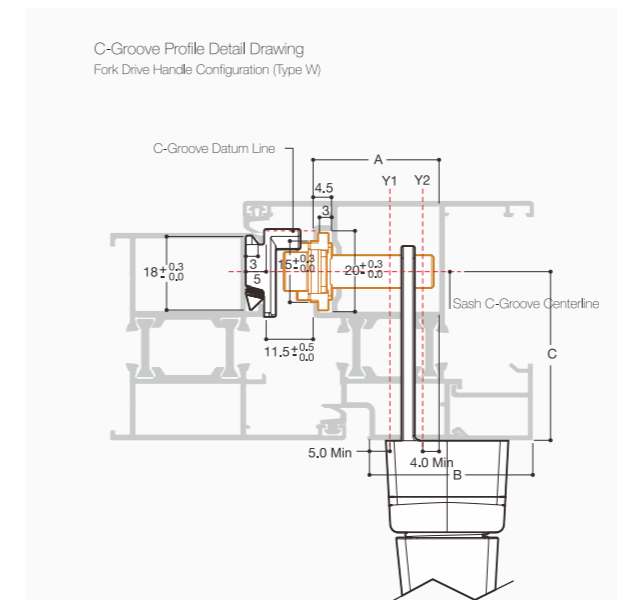 C-Groove Profile Detail Drawing
Fork Drive Handle Configuration (Type W)
C-Groove Datum Line
A
4.5
Y1
Y2
3
18 +0.3 -0.0
3
5
15 +0.3 -0.0
20 +0.3 -0.0
Sash C-Groove Centerline
11.5 +0.5 0.0
C
5.0 Min
4.0 Min
B